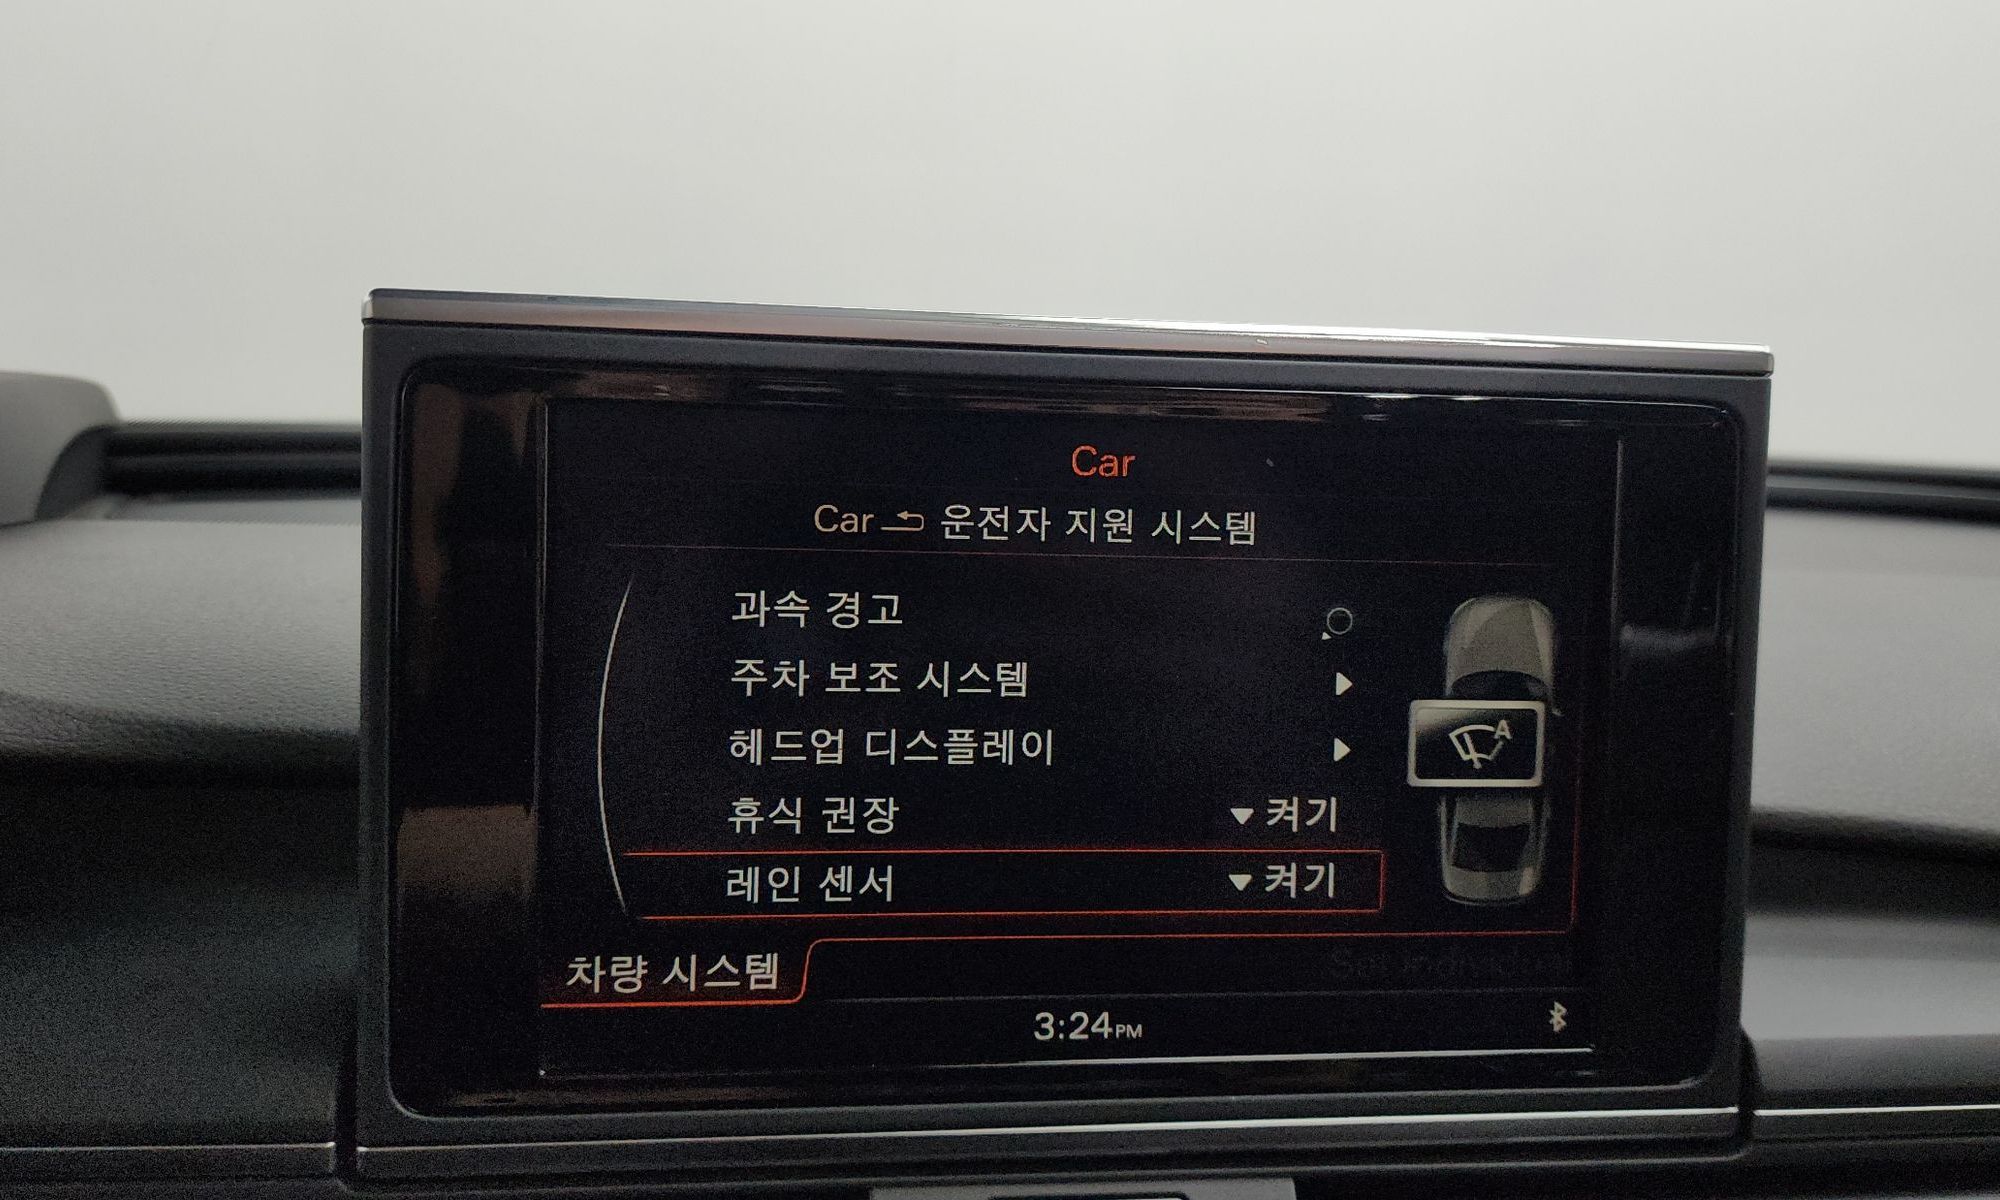 Car
Car 운전자 지원 시스템
과속 경고
주차 보조 시스템
헤드업 디스플레이
휴식 권장 켜기
레인 센서 켜기
A
차량 시스템
3:24PM